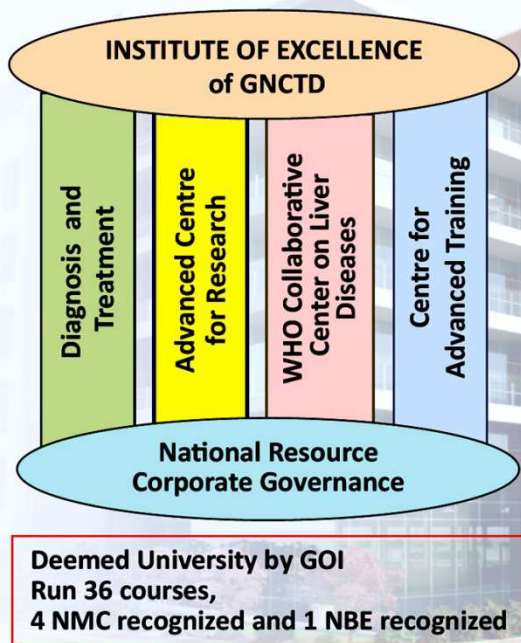 INSTITUTE OF EXCELLENCE
of GNCTD
Diagnosis and
Treatment
Advanced Centre
for Research
WHO Collaborative
Center on Liver
Diseases
Centre for
Advanced Training
National Resource
Corporate Governance
Deemed University by GOI
Run 36 courses,
4 NMC recognized and 1 NBE recognized